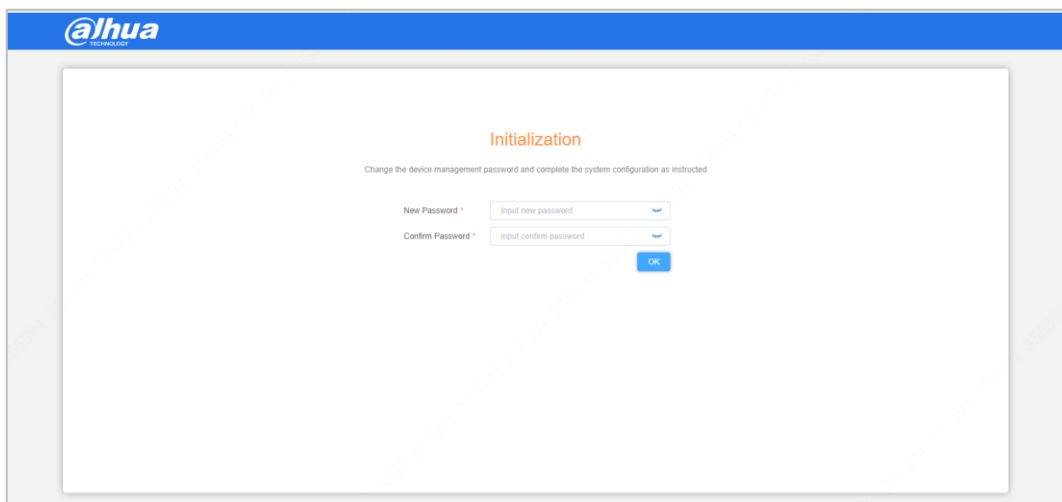 alhua
TECHNOLOGY
Initialization
Change the device management password and complete the system configuration as instructed
New Password * Input new password
Confirm Password * Input confirm password
OK